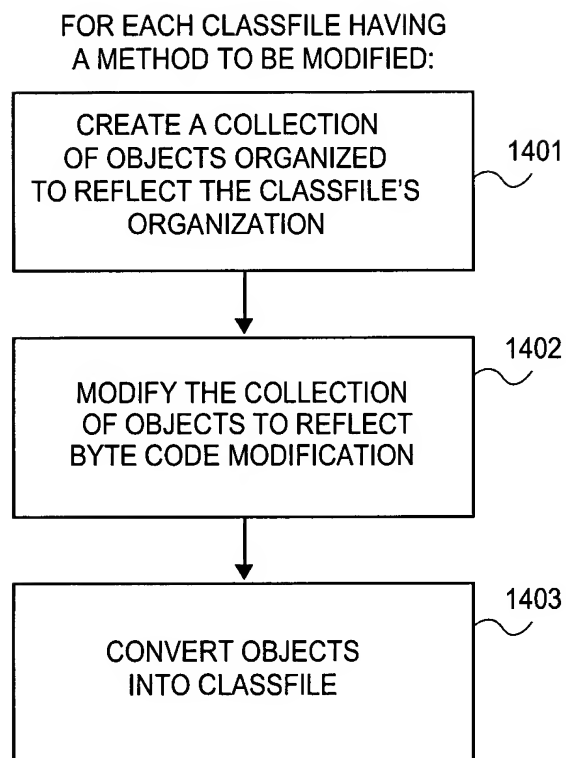 FOR EACH CLASSFILE HAVING
A METHOD TO BE MODIFIED:
CREATE A COLLECTION
OF OBJECTS ORGANIZED
TO REFLECT THE CLASSFILE'S
ORGANIZATION
1401
MODIFY THE COLLECTION
OF OBJECTS TO REFLECT
BYTE CODE MODIFICATION
1402
CONVERT OBJECTS
INTO CLASSFILE
1403